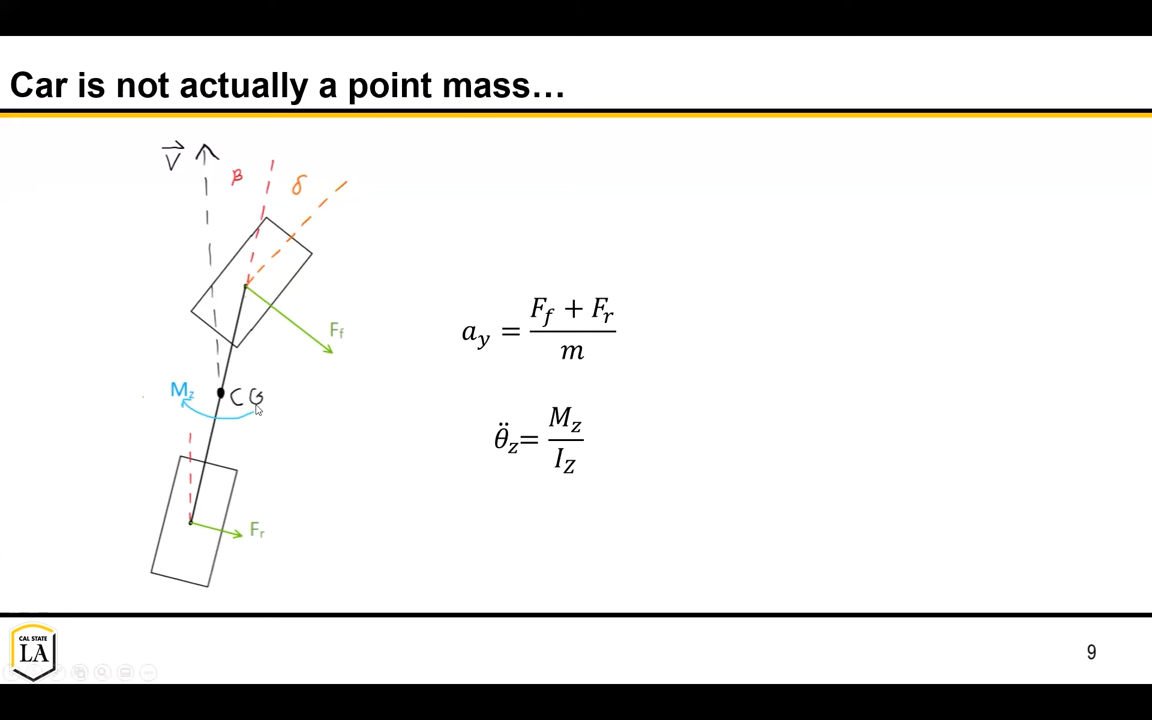 Car is not actually a point mass…
V⃗
β
δ
F_f
M_z
CG
F_r
a_y = (F_f + F_r) / m
θ̈_z = M_z / I_Z
CAL STATE
LA
9